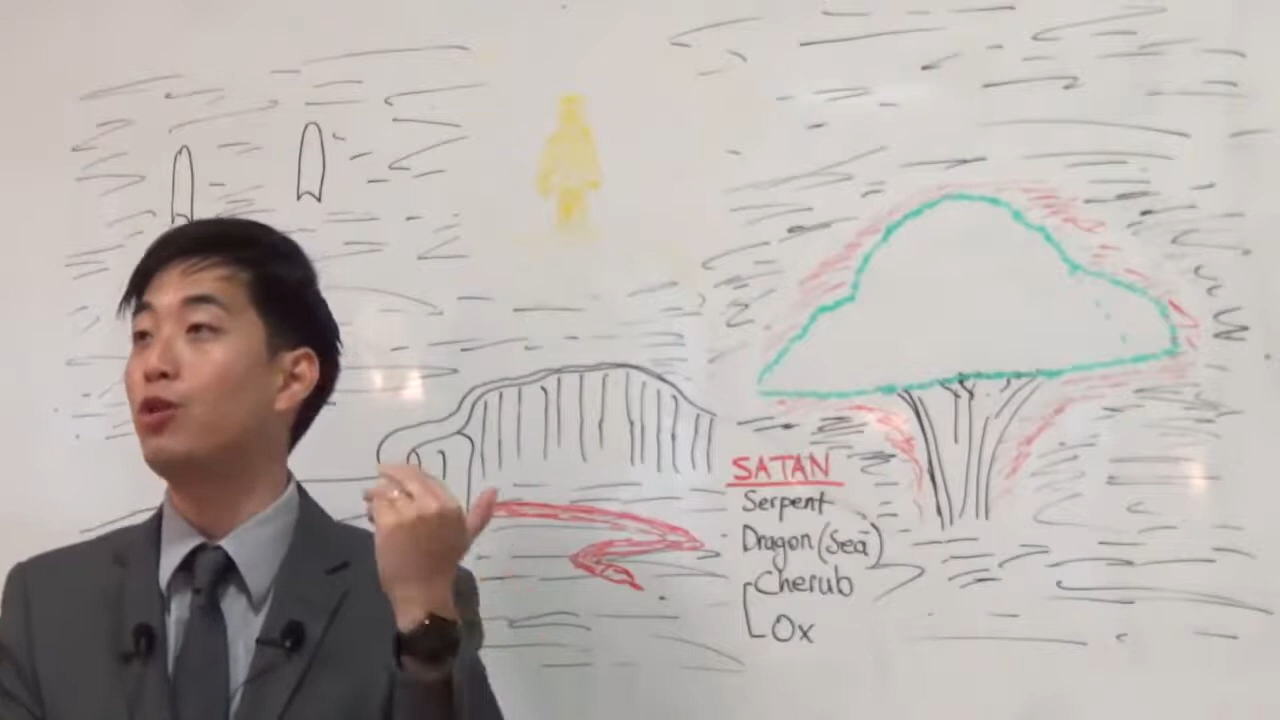 SATAN
Serpent
Dragon (Sea)
Cherub
Ox